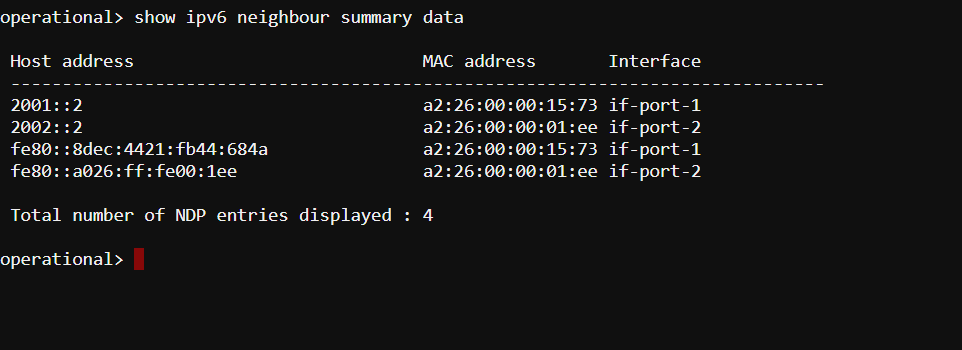 operational> show ipv6 neighbour summary data
Host address MAC address Interface
--------------------------------------------------------------------------------
2001::2 a2:26:00:00:15:73 if-port-1
2002::2 a2:26:00:00:01:ee if-port-2
fe80::8dec:4421:fb44:684a a2:26:00:00:15:73 if-port-1
fe80::a026:ff:fe00:1ee a2:26:00:00:01:ee if-port-2
Total number of NDP entries displayed : 4
operational>